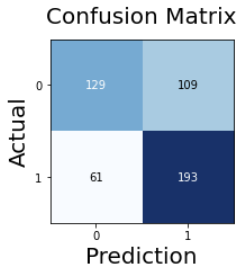 Confusion Matrix
Actual
0
129
109
1
61
193
0
1
Prediction